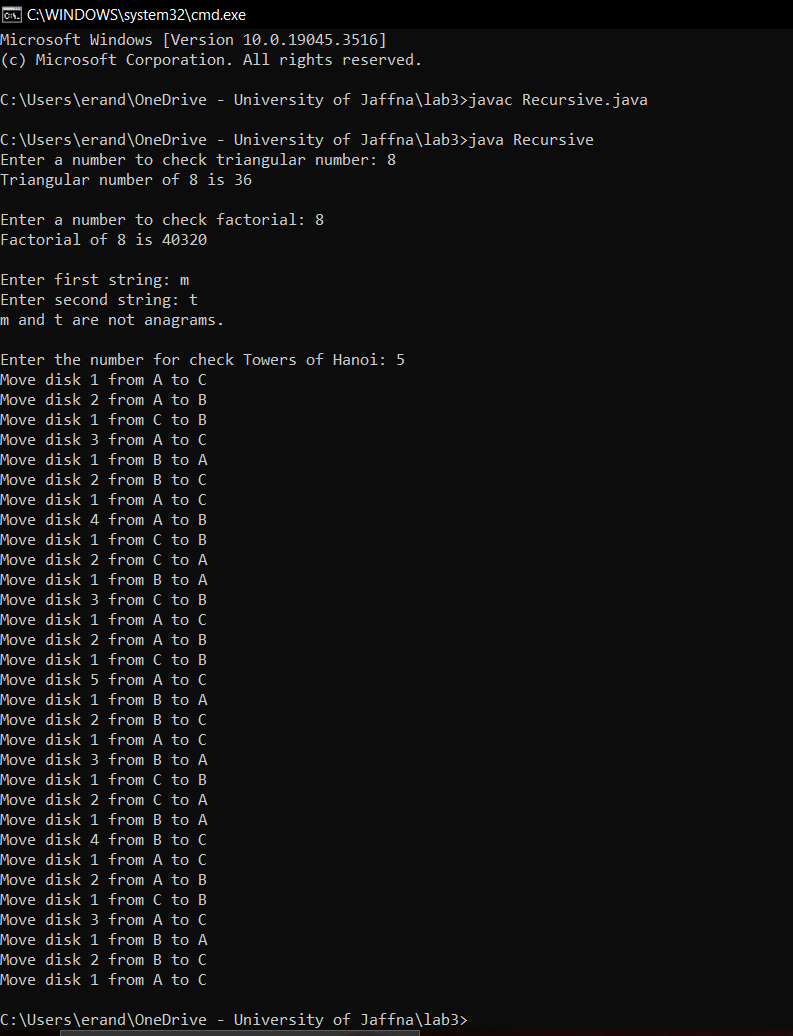 C:\WINDOWS\system32\cmd.exe
Microsoft Windows [Version 10.0.19045.3516]
(c) Microsoft Corporation. All rights reserved.
C:\Users\erand\OneDrive - University of Jaffna\lab3>javac Recursive.java
C:\Users\erand\OneDrive - University of Jaffna\lab3>java Recursive
Enter a number to check triangular number: 8
Triangular number of 8 is 36
Enter a number to check factorial: 8
Factorial of 8 is 40320
Enter first string: m
Enter second string: t
m and t are not anagrams.
Enter the number for check Towers of Hanoi: 5
Move disk 1 from A to C
Move disk 2 from A to B
Move disk 1 from C to B
Move disk 3 from A to C
Move disk 1 from B to A
Move disk 2 from B to C
Move disk 1 from A to C
Move disk 4 from A to B
Move disk 1 from C to B
Move disk 2 from C to A
Move disk 1 from B to A
Move disk 3 from C to B
Move disk 1 from A to C
Move disk 2 from A to B
Move disk 1 from C to B
Move disk 5 from A to C
Move disk 1 from B to A
Move disk 2 from B to C
Move disk 1 from A to C
Move disk 3 from B to A
Move disk 1 from C to B
Move disk 2 from C to A
Move disk 1 from B to A
Move disk 4 from B to C
Move disk 1 from A to C
Move disk 2 from A to B
Move disk 1 from C to B
Move disk 3 from A to C
Move disk 1 from B to A
Move disk 2 from B to C
Move disk 1 from A to C
C:\Users\erand\OneDrive - University of Jaffna\lab3>